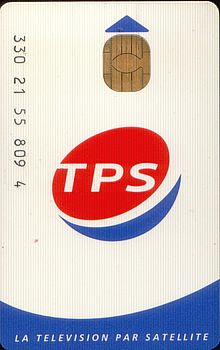 330 21 55 809 4
TPS
LA TELEVISION PAR SATELLITE